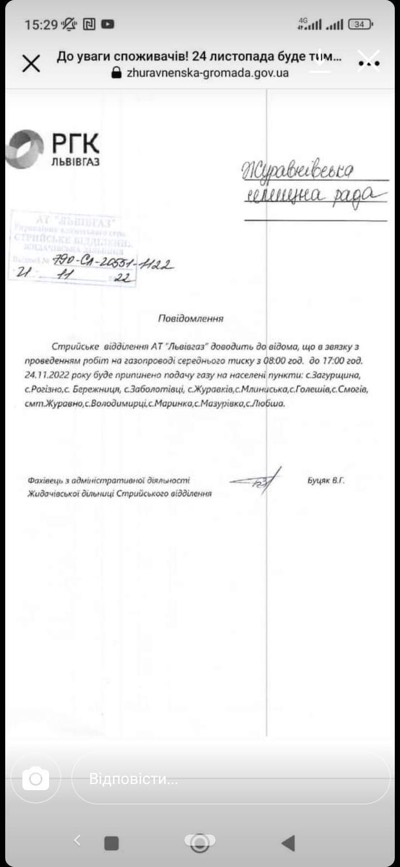 15:29
4G
34
До уваги споживачів! 24 листопада буде тим...
zhuravnenska-gromada.gov.ua
РГК
ЛЬВІВГАЗ
Журавнівська
селищна рада
АТ "ЛЬВІВГАЗ"
СТРИЙСЬКЕ ВІДДІЛЕННЯ
790-Сл-20551-1122
21 11 22
Повідомлення
Стрийське відділення АТ "Львівгаз" доводить до відома, що в звязку з
проведенням робіт на газопроводі середнього тиску з 08:00 год. до 17:00 год.
24.11.2022 року буде припинено подачу газу на населені пункти: с.Загурщина,
с.Рогізно,с. Бережниця, с.Заболотівці, с.Журавків,с.Млиниська,с.Голешів,с.Смогів,
смт.Журавно,с.Володимирці,с.Маринка,с.Мазурівка,с.Любша.
Фахівець з адміністративної діяльності
Жидачівської дільниці Стрийського відділення
Буцяк В.Г.
Відповісти...